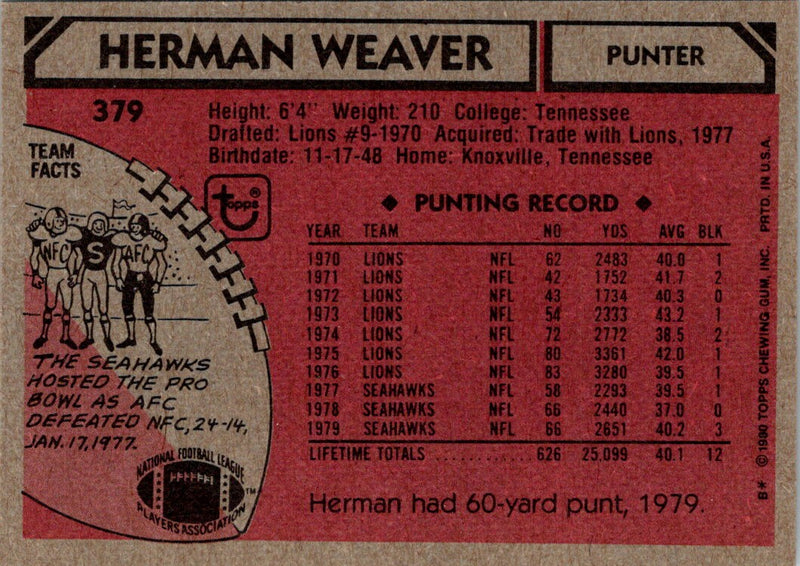 HERMAN WEAVER
PUNTER
379
Height: 6'4" Weight: 210 College: Tennessee
Drafted: Lions #9-1970 Acquired: Trade with Lions, 1977
Birthdate: 11-17-48 Home: Knoxville, Tennessee
TEAM
FACTS
topps®
NFC S AFC
THE SEAHAWKS
HOSTED THE PRO
BOWL AS AFC
DEFEATED NFC, 24-14,
JAN. 17, 1977.
NATIONAL FOOTBALL LEAGUE
PLAYERS ASSOCIATION
™
◆ PUNTING RECORD ◆
YEAR TEAM NO YDS AVG BLK
1970 LIONS NFL 62 2483 40.0 1
1971 LIONS NFL 42 1752 41.7 2
1972 LIONS NFL 43 1734 40.3 0
1973 LIONS NFL 54 2333 43.2 1
1974 LIONS NFL 72 2772 38.5 2
1975 LIONS NFL 80 3361 42.0 1
1976 LIONS NFL 83 3280 39.5 1
1977 SEAHAWKS NFL 58 2293 39.5 1
1978 SEAHAWKS NFL 66 2440 37.0 0
1979 SEAHAWKS NFL 66 2651 40.2 3
LIFETIME TOTALS ............ 626 25,099 40.1 12
Herman had 60-yard punt, 1979.
B* © 1980 TOPPS CHEWING GUM, INC. PRTD. IN U.S.A.